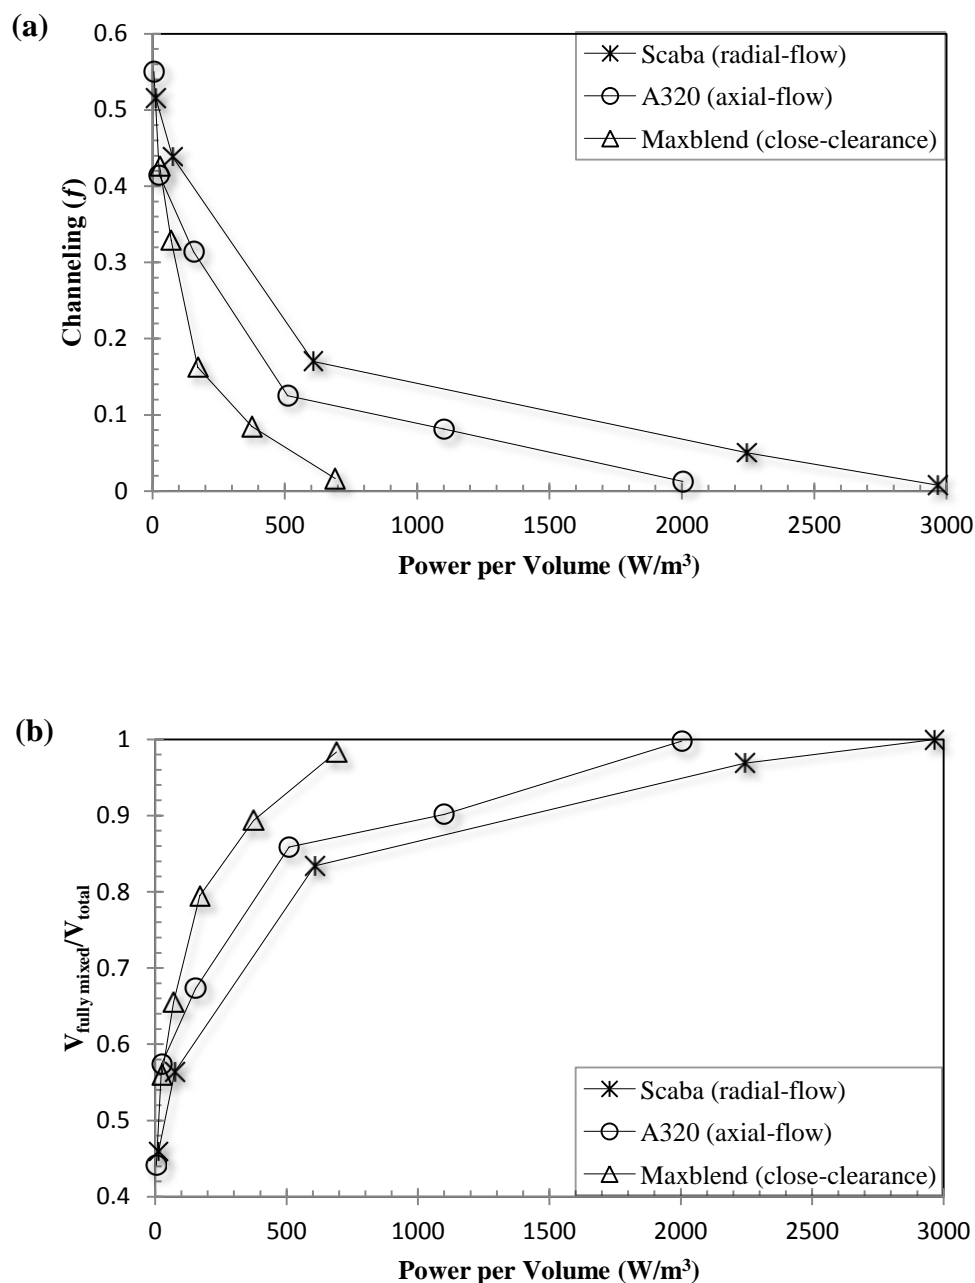 (a)
0.6
0.5
0.4
0.3
0.2
0.1
0
Channeling (f)
Scaba (radial-flow)
A320 (axial-flow)
Maxblend (close-clearance)
0 500 1000 1500 2000 2500 3000
Power per Volume (W/m³)
(b)
1
0.9
0.8
0.7
0.6
0.5
0.4
V_fully mixed/V_total
Scaba (radial-flow)
A320 (axial-flow)
Maxblend (close-clearance)
0 500 1000 1500 2000 2500 3000
Power per Volume (W/m³)